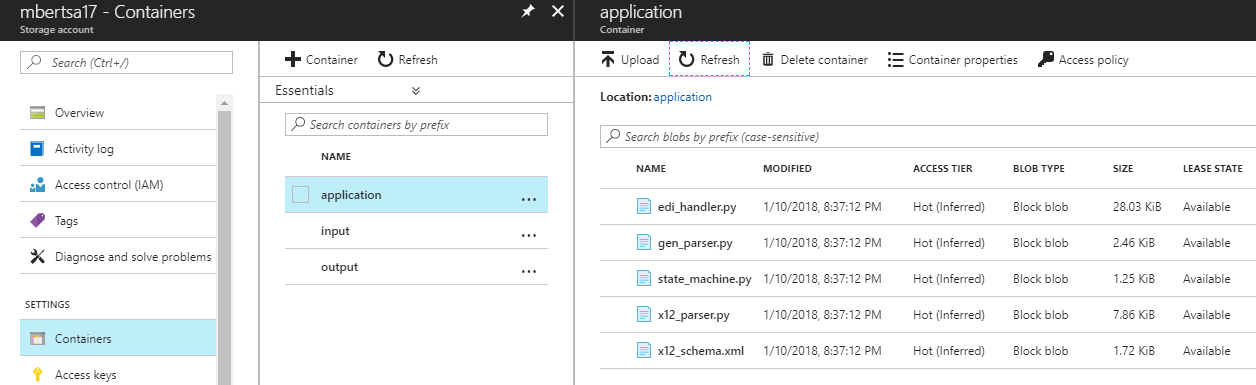 mbertsa17 - Containers
Storage account
Search (Ctrl+/)
Overview
Activity log
Access control (IAM)
Tags
Diagnose and solve problems
SETTINGS
Containers
Access keys
Container Refresh
Essentials
Search containers by prefix
NAME
application ...
input ...
output ...
application
Container
Upload Refresh Delete container Container properties Access policy
Location: application
Search blobs by prefix (case-sensitive)
NAME MODIFIED ACCESS TIER BLOB TYPE SIZE LEASE STATE
edi_handler.py 1/10/2018, 8:37:12 PM Hot (Inferred) Block blob 28.03 KiB Available
gen_parser.py 1/10/2018, 8:37:12 PM Hot (Inferred) Block blob 2.46 KiB Available
state_machine.py 1/10/2018, 8:37:12 PM Hot (Inferred) Block blob 1.25 KiB Available
x12_parser.py 1/10/2018, 8:37:12 PM Hot (Inferred) Block blob 7.86 KiB Available
x12_schema.xml 1/10/2018, 8:37:12 PM Hot (Inferred) Block blob 1.72 KiB Available